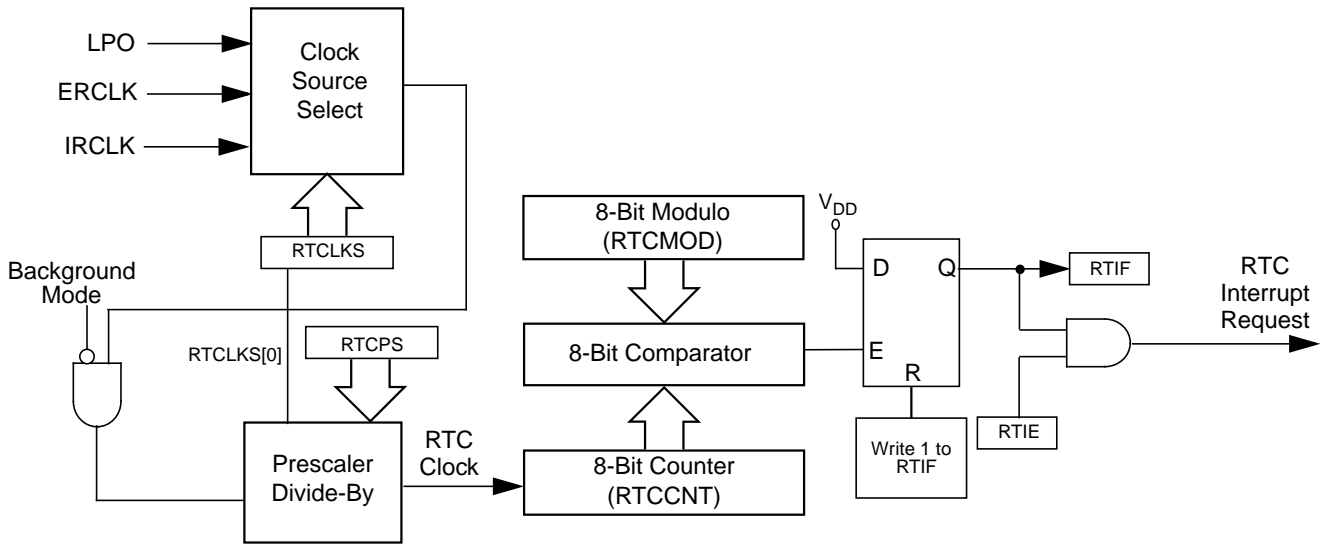 LPO
ERCLK
IRCLK
Clock
Source
Select
RTCLKS
Background
Mode
RTCLKS[0]
RTCPS
Prescaler
Divide-By
RTC
Clock
8-Bit Modulo
(RTCMOD)
8-Bit Comparator
8-Bit Counter
(RTCCNT)
VDD
D
Q
E
R
Write 1 to
RTIF
RTIF
RTIE
RTC
Interrupt
Request